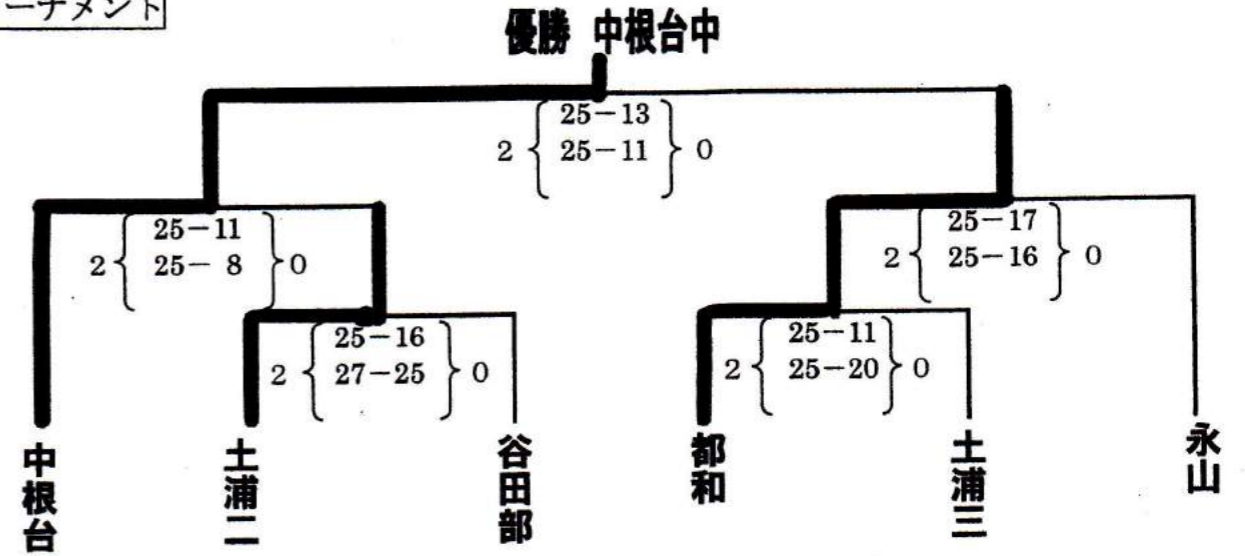 ーナメント
優勝 中根台中
25-13
2 25-11 0
25-11
2 25- 8 0
25-17
2 25-16 0
25-16
2 27-25 0
25-11
2 25-20 0
中根台
土浦二
谷田部
都和
土浦三
永山